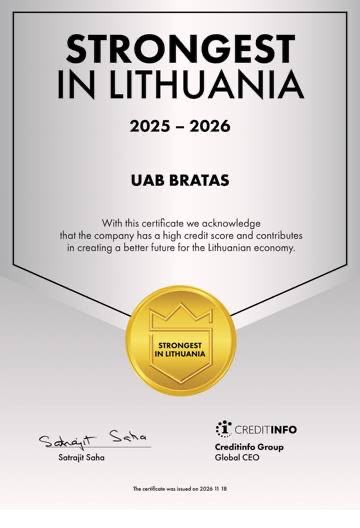 STRONGEST
IN LITHUANIA
2025 – 2026
UAB BRATAS
With this certificate we acknowledge
that the company has a high credit score and contributes
in creating a better future for the Lithuanian economy.
STRONGEST
IN LITHUANIA
Satrajit Saha
Satrajit Saha
CREDITINFO
Creditinfo Group
Global CEO
The certificate was issued on 2026 11 18